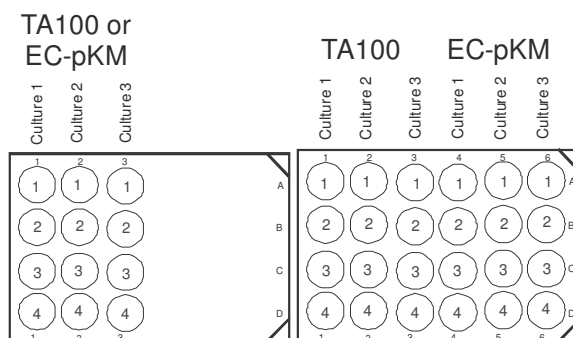 TA100 or
EC-pKM
Culture 1
Culture 2
Culture 3
1 2 3
1 1 1 A
2 2 2 B
3 3 3 C
4 4 4 D
1 2 3
TA100 EC-pKM
Culture 1
Culture 2
Culture 3
Culture 1
Culture 2
Culture 3
1 2 3 4 5 6
1 1 1 1 1 1 A
2 2 2 2 2 2 B
3 3 3 3 3 3 C
4 4 4 4 4 4 D
1 2 3 4 5 6